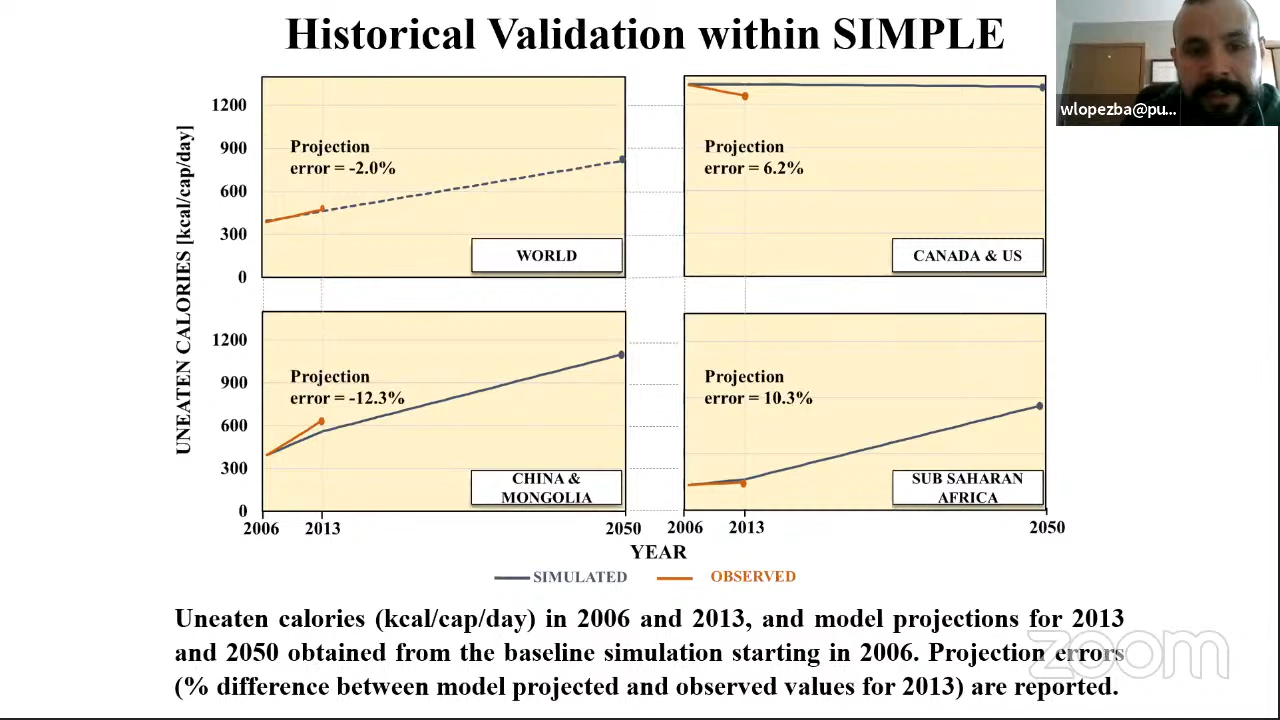 Historical Validation within SIMPLE
wlopezba@pu...
UNEATEN CALORIES [kcal/cap/day]
1200
900
600
300
0
Projection
error = -2.0%
WORLD
Projection
error = 6.2%
CANADA & US
1200
900
600
300
0
Projection
error = -12.3%
CHINA &
MONGOLIA
Projection
error = 10.3%
SUB SAHARAN
AFRICA
2006 2013 2050 2006 2013 2050
YEAR
SIMULATED OBSERVED
Uneaten calories (kcal/cap/day) in 2006 and 2013, and model projections for 2013
and 2050 obtained from the baseline simulation starting in 2006. Projection errors
(% difference between model projected and observed values for 2013) are reported.
zoom